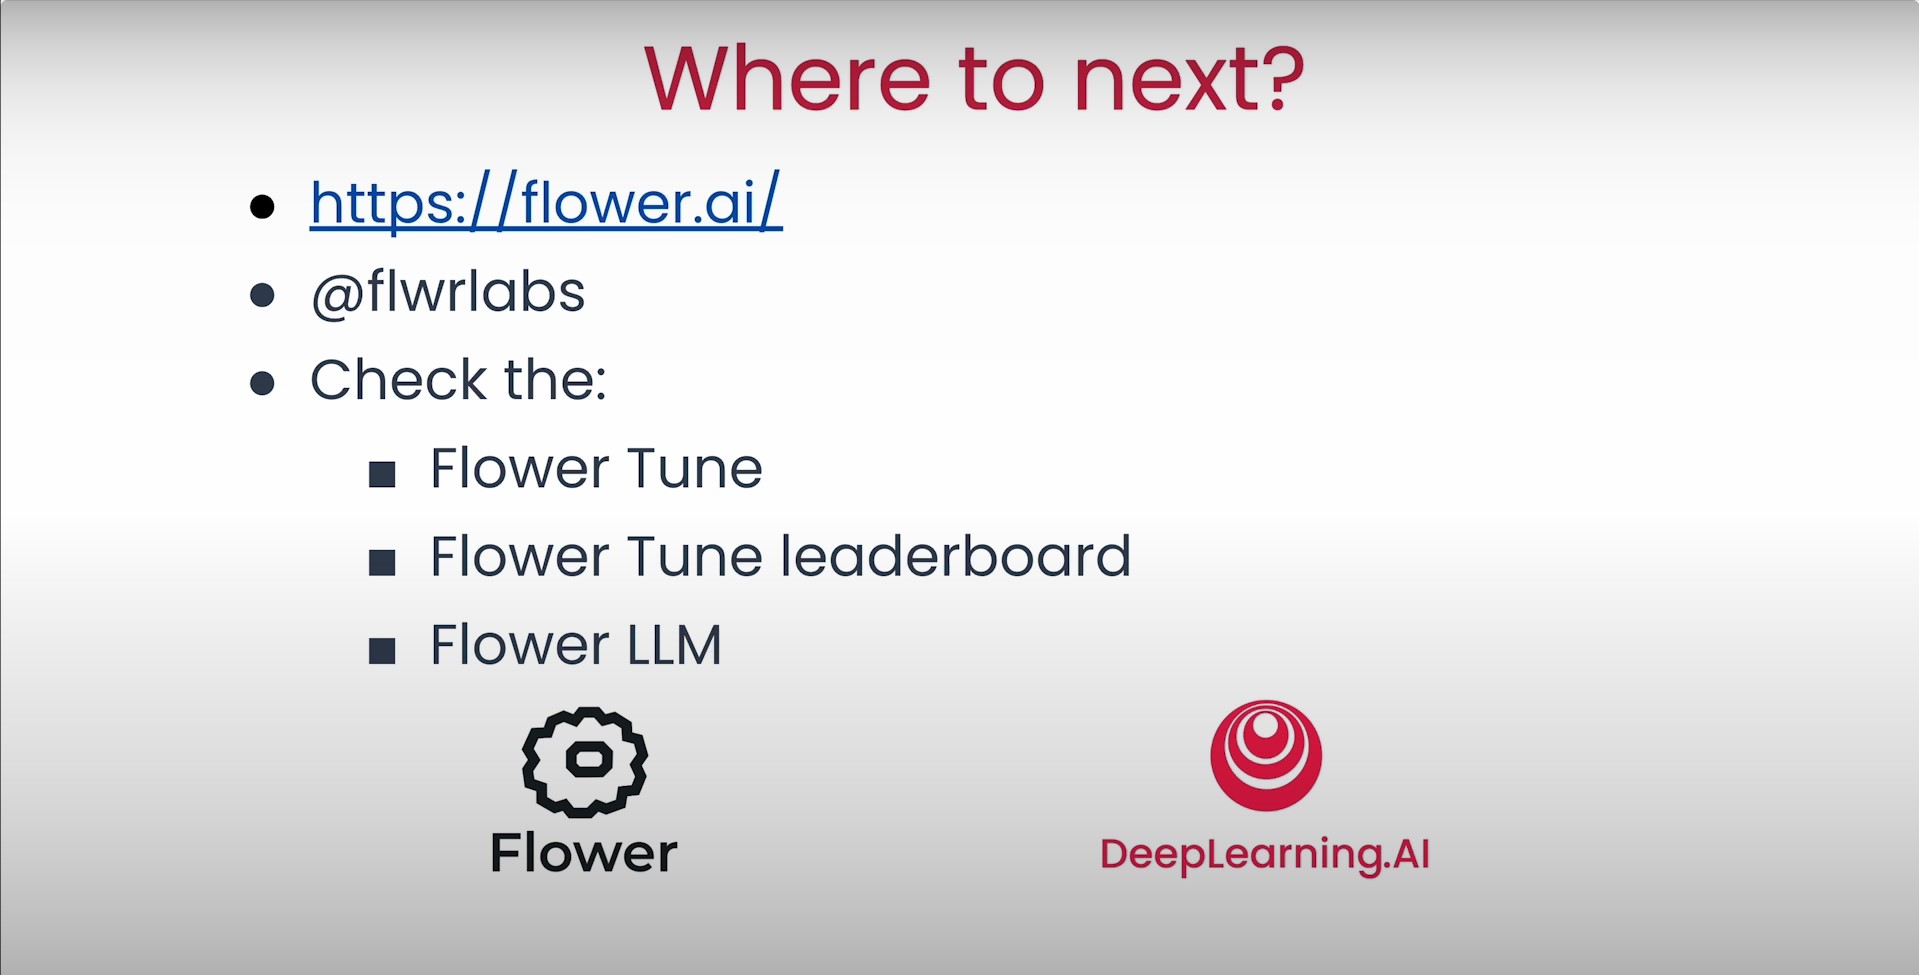 Where to next?
https://flower.ai/
@flwrlabs
Check the:
Flower Tune
Flower Tune leaderboard
Flower LLM
Flower
DeepLearning.AI